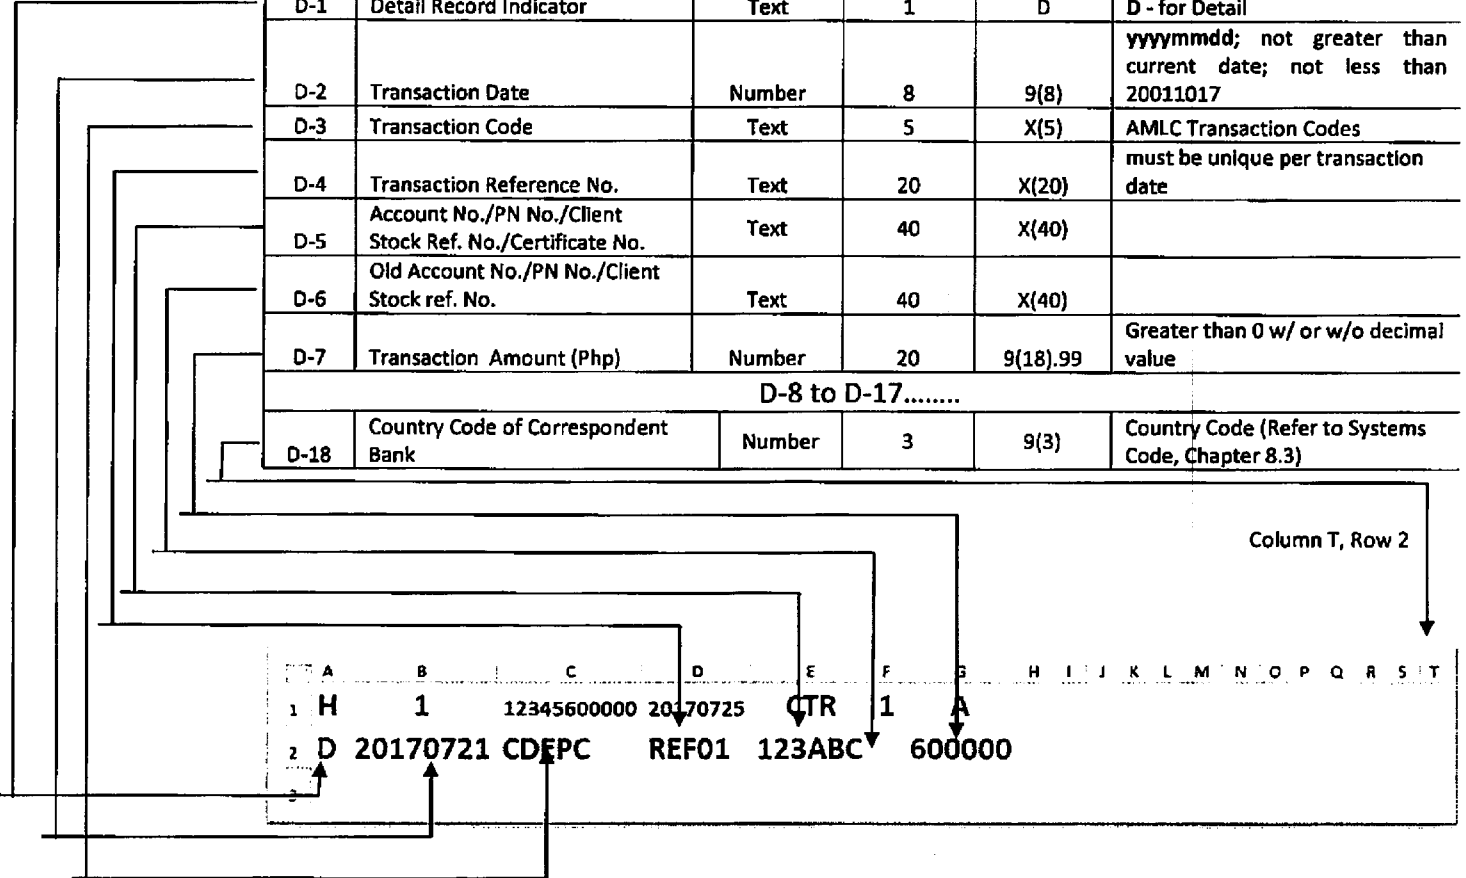 D-1 Detail Record Indicator Text 1 D D - for Detail
yyyymmdd; not greater than
current date; not less than
D-2 Transaction Date Number 8 9(8) 20011017
D-3 Transaction Code Text 5 X(5) AMLC Transaction Codes
must be unique per transaction
D-4 Transaction Reference No. Text 20 X(20) date
Account No./PN No./Client
D-5 Stock Ref. No./Certificate No. Text 40 X(40)
Old Account No./PN No./Client
D-6 Stock ref. No. Text 40 X(40)
Greater than 0 w/ or w/o decimal
D-7 Transaction Amount (Php) Number 20 9(18).99 value
D-8 to D-17........
Country Code of Correspondent Country Code (Refer to Systems
D-18 Bank Number 3 9(3) Code, Chapter 8.3)
Column T, Row 2
A B C D E F G H I J K L M N O P Q R S T
1 H 1 12345600000 20170725 CTR 1 A
2 D 20170721 CDEPC REF01 123ABC 600000
3